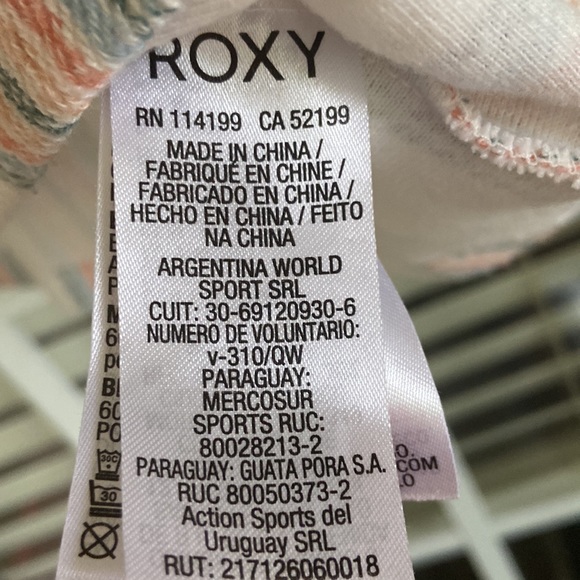 ROXY
RN 114199 CA 52199
MADE IN CHINA /
FABRIQUÉ EN CHINE /
FABRICADO EN CHINA /
HECHO EN CHINA / FEITO
NA CHINA
ARGENTINA WORLD
SPORT SRL
CUIT: 30-69120930-6
NUMERO DE VOLUNTARIO:
v-310/QW
PARAGUAY:
MERCOSUR
SPORTS RUC:
80028213-2
PARAGUAY: GUATA PORA S.A.
RUC 80050373-2
Action Sports del
Uruguay SRL
RUT: 217126060018
30C
30